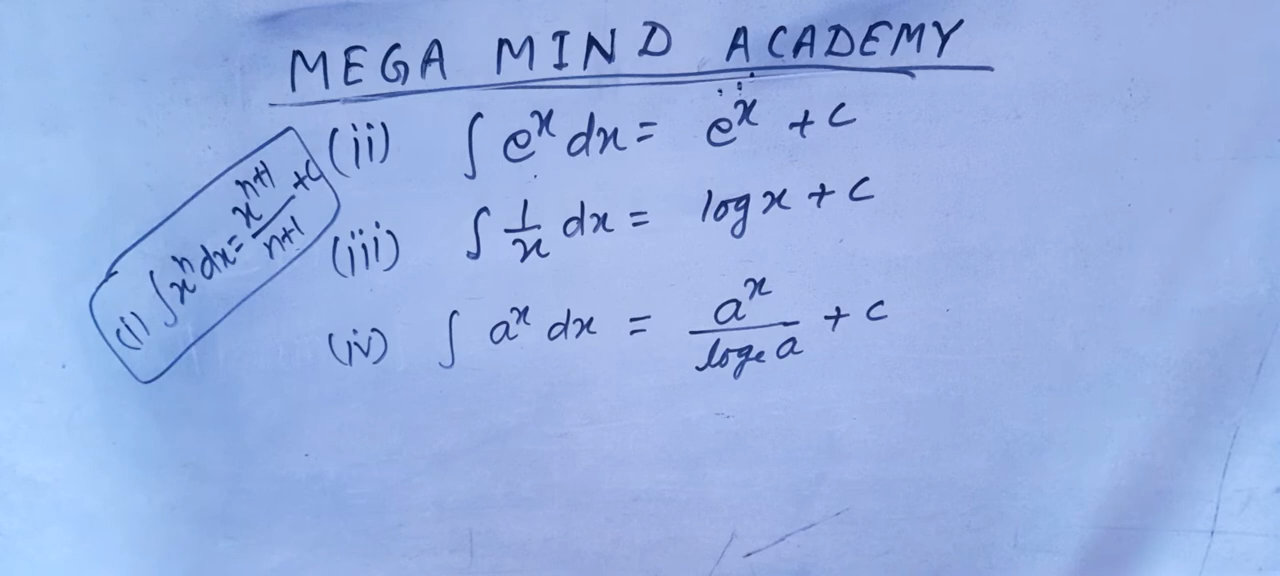 MEGA MIND ACADEMY
(i) ∫xⁿ dx = xⁿ⁺¹/n+1 + c
(ii) ∫ eˣ dx = eˣ + c
(iii) ∫ 1/x dx = log x + c
(iv) ∫ aˣ dx = aˣ/logₑ a + c